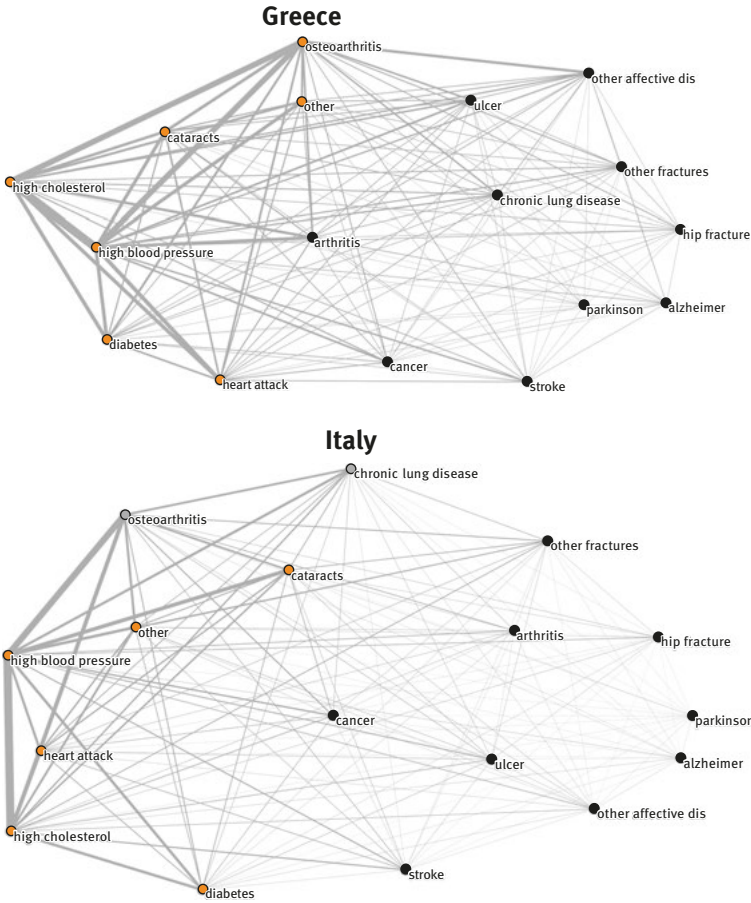 Greece
osteoarthritis
other affective dis
other
ulcer
cataracts
other fractures
high cholesterol
chronic lung disease
hip fracture
arthritis
high blood pressure
parkinson
alzheimer
diabetes
cancer
heart attack
stroke
Italy
chronic lung disease
osteoarthritis
other fractures
cataracts
other
arthritis
hip fracture
high blood pressure
cancer
parkinson
heart attack
ulcer
alzheimer
other affective dis
high cholesterol
stroke
diabetes